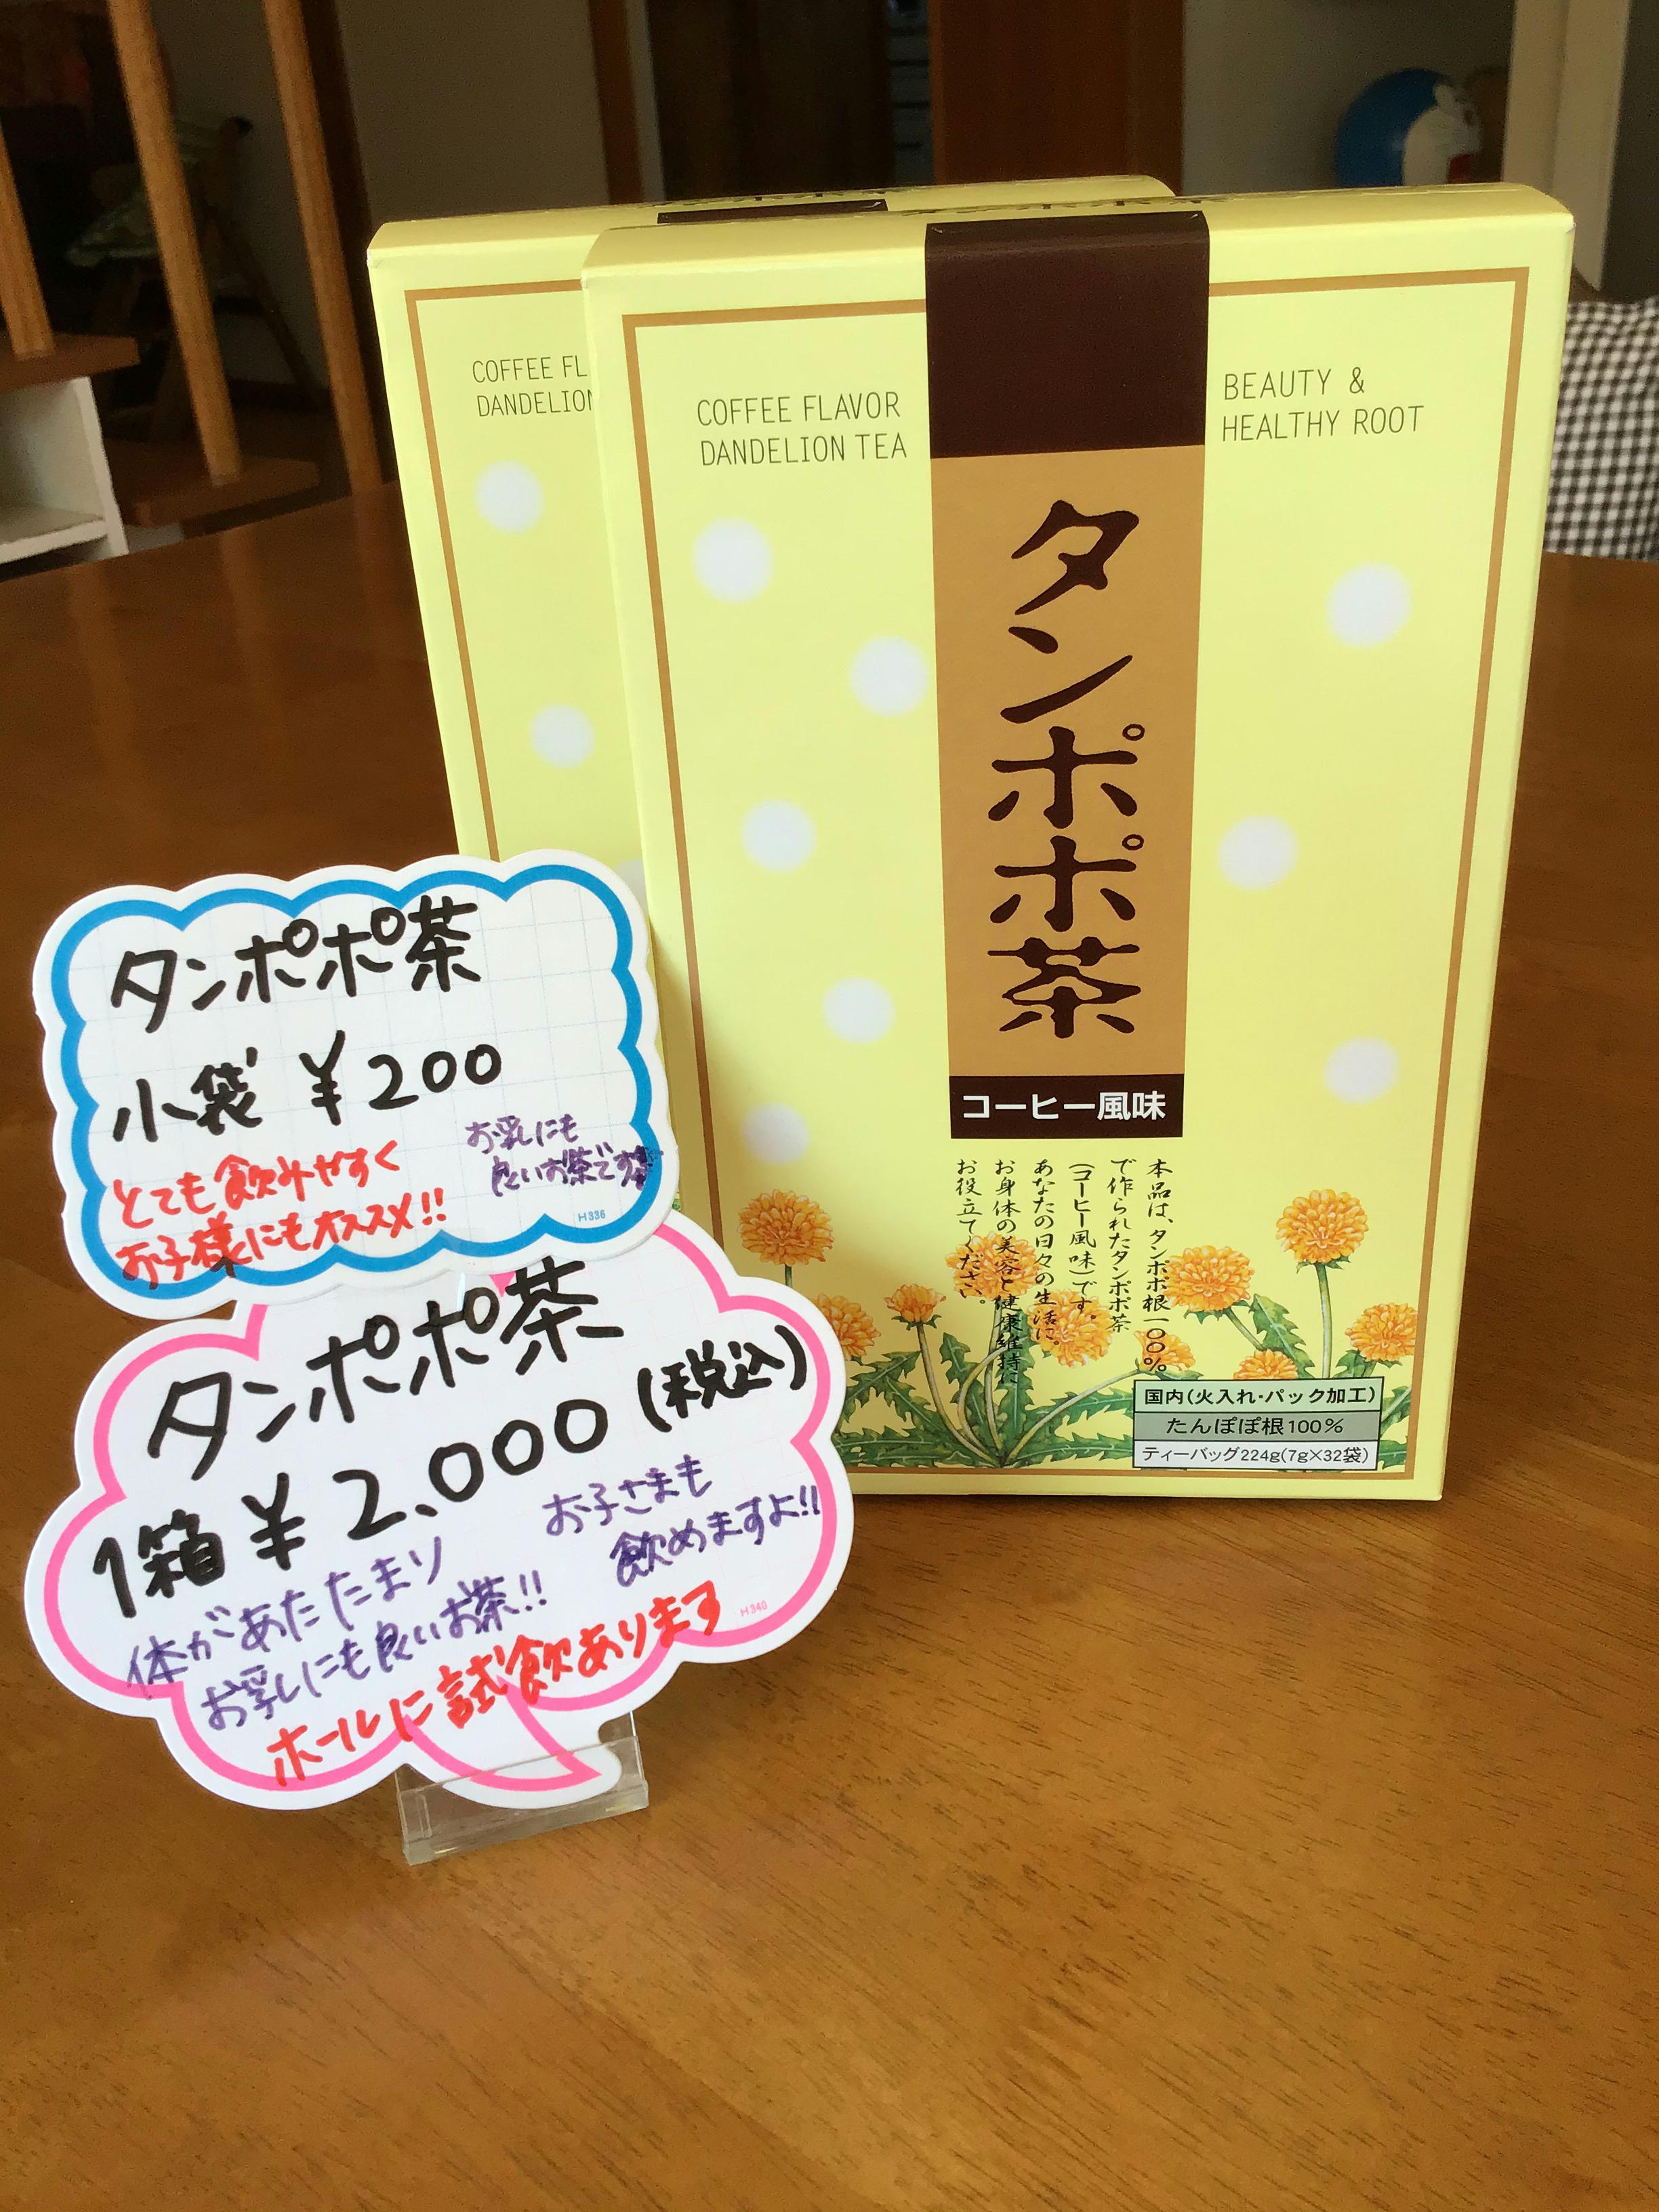 COFFEE FL
DANDELION
COFFEE FLAVOR
DANDELION TEA
BEAUTY &
HEALTHY ROOT
タンポポ茶
コーヒー風味
本品は、タンポポ根一〇〇%
で作られたタンポポ茶
(コーヒー風味)です。
あなたの日々の生活に。
お身体の美容と健康維持に
お役立てください。
国内(火入れ・パック加工)
たんぽぽ根100%
ティーバッグ224g(7g×32袋)
タンポポ茶
小袋 ¥200
とても飲みやすく
お子様にもオススメ!!
お乳にも
良いお茶です
H336
タンポポ茶
1箱 ¥2,000(税込)
お子さまも
飲めますよ!!
体があたたまり
お乳にも良いお茶!!
ホールに試飲あります
H340